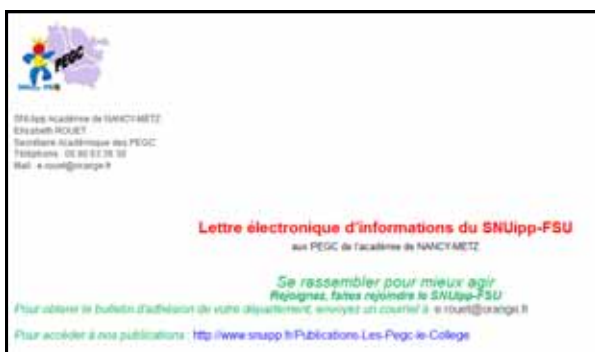 PEGC
SNUipp FSU
SNUipp Académie de NANCY-METZ
Elisabeth ROUET
Secrétaire Académique des PEGC
Téléphone :
Mail : e.rouet@orange.fr
Lettre électronique d'informations du SNUipp-FSU
aux PEGC de l'académie de NANCY-METZ
Se rassembler pour mieux agir
Rejoignez, faites rejoindre le SNUipp-FSU
Pour obtenir le bulletin d'adhésion de votre département, envoyez un courriel à e.rouet@orange.fr
Pour accéder à nos publications : http://www.snuipp.fr/Publications-Les-Pegc-le-College